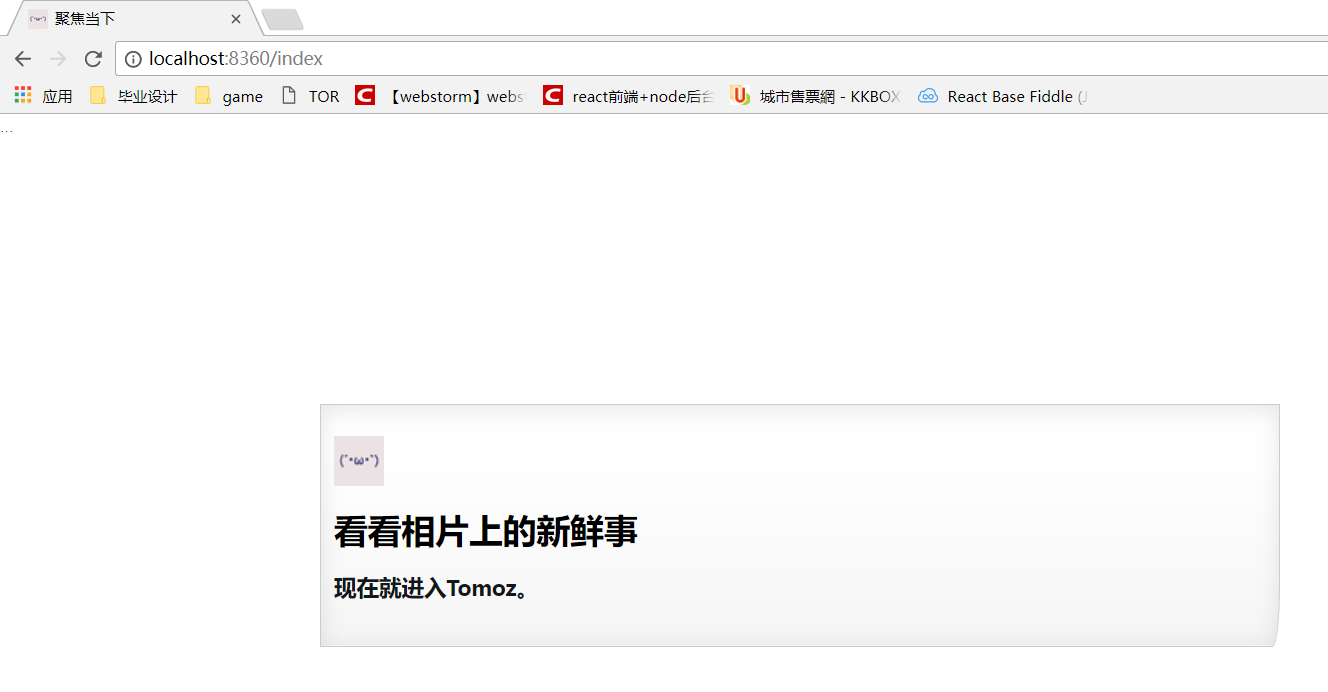 聚焦当下
localhost:8360/index
应用 毕业设计 game TOR 【webstorm】webs react前端+node后台 城市售票網 - KKBOX React Base Fiddle (J
...
(´•ω•`)
看看相片上的新鲜事
现在就进入Tomoz。